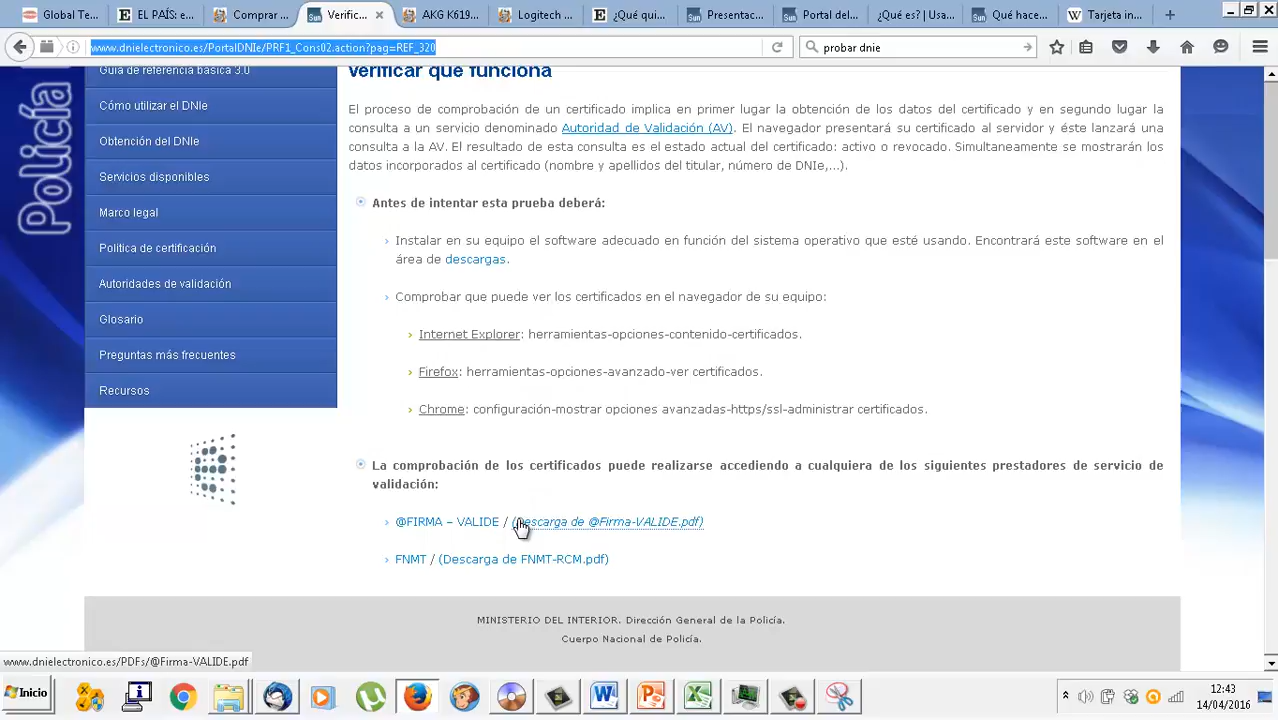 Global Te...
EL PAÍS e...
Comprar ...
Verific...
AKG K619...
Logitech ...
¿Qué qui...
Presentac...
Portal del...
¿Qué es? | Usa...
Qué hace...
Tarjeta in...
www.dnielectronico.es/PortalDNIe/PRF1_Cons02.action?pag=REF_320
probar dnie
Policía
Guía de referencia básica 3.0
Cómo utilizar el DNIe
Obtención del DNIe
Servicios disponibles
Marco legal
Política de certificación
Autoridades de validación
Glosario
Preguntas más frecuentes
Recursos
Verificar que funciona
El proceso de comprobación de un certificado implica en primer lugar la obtención de los datos del certificado y en segundo lugar la
consulta a un servicio denominado Autoridad de Validación (AV). El navegador presentará su certificado al servidor y éste lanzará una
consulta a la AV. El resultado de esta consulta es el estado actual del certificado: activo o revocado. Simultaneamente se mostrarán los
datos incorporados al certificado (nombre y apellidos del titular, número de DNIe,...).
Antes de intentar esta prueba deberá:
Instalar en su equipo el software adecuado en función del sistema operativo que esté usando. Encontrará este software en el
área de descargas.
Comprobar que puede ver los certificados en el navegador de su equipo:
Internet Explorer: herramientas-opciones-contenido-certificados.
Firefox: herramientas-opciones-avanzado-ver certificados.
Chrome: configuración-mostrar opciones avanzadas-https/ssl-administrar certificados.
La comprobación de los certificados puede realizarse accediendo a cualquiera de los siguientes prestadores de servicio de
validación:
@FIRMA – VALIDE / (Descarga de @Firma-VALIDE.pdf)
FNMT / (Descarga de FNMT-RCM.pdf)
MINISTERIO DEL INTERIOR. Dirección General de la Policía.
Cuerpo Nacional de Policía.
www.dnielectronico.es/PDFs/@Firma-VALIDE.pdf
Inicio
12:43
14/04/2016